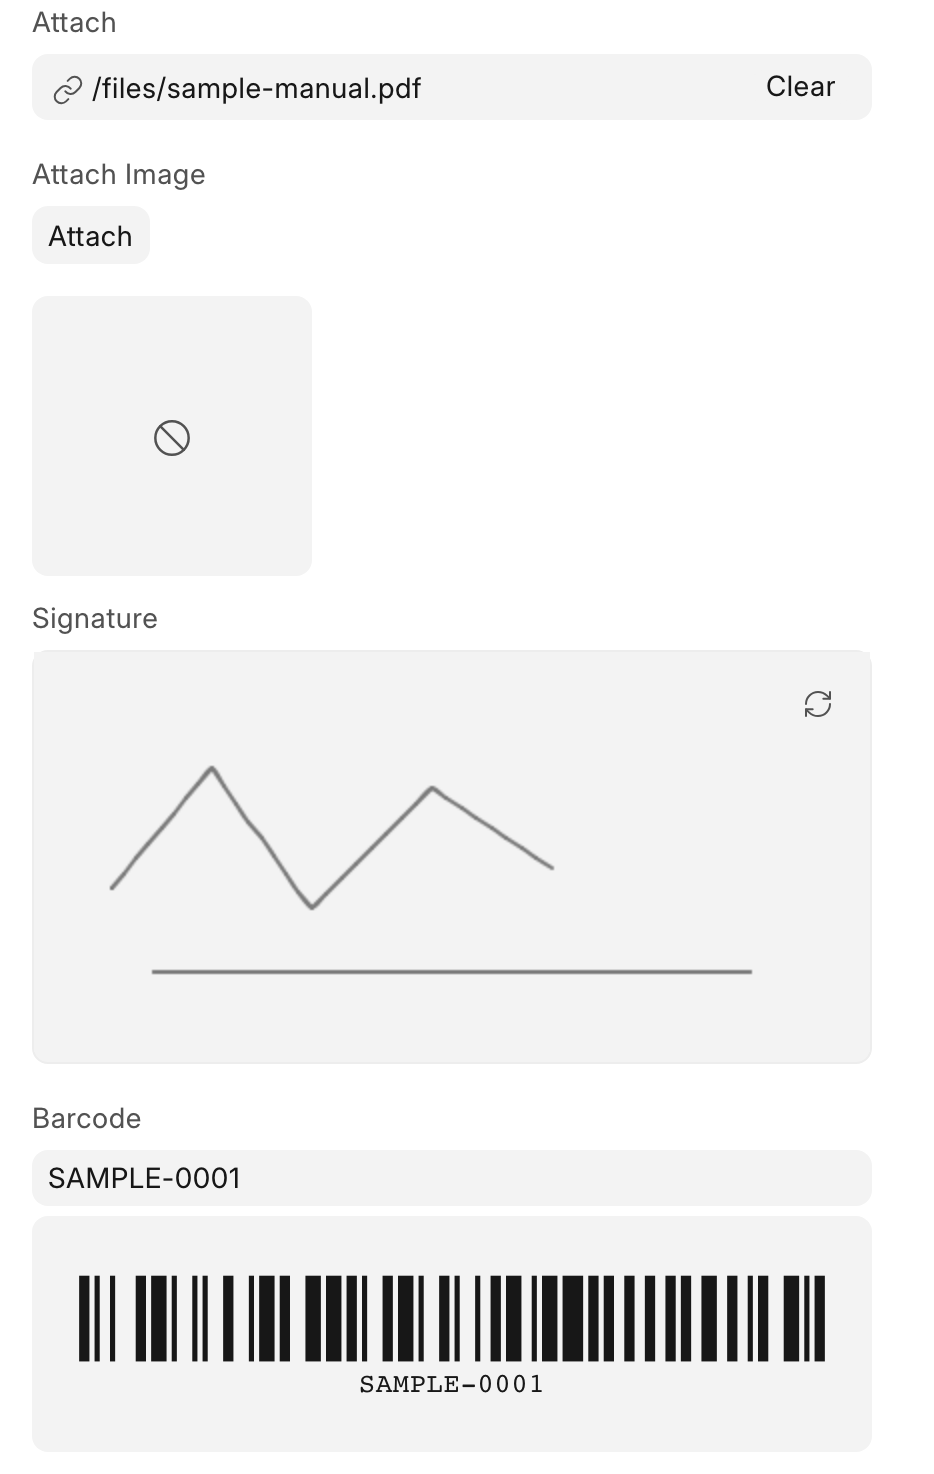 Attach
/files/sample-manual.pdf Clear
Attach Image
Attach
Signature
Barcode
SAMPLE-0001
SAMPLE-0001